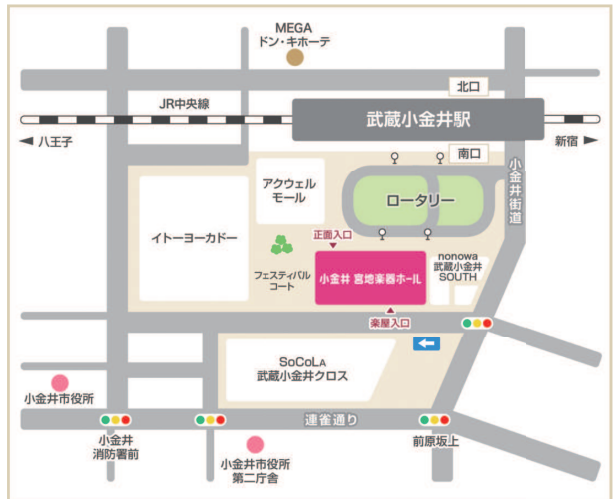 MEGA
ドン・キホーテ
北口
JR中央線
武蔵小金井駅
八王子
新宿
南口
小金井街道
アクウェル
モール
ロータリー
イトーヨーカドー
正面入口
フェスティバル
コート
小金井 宮地楽器ホール
nonowa
武蔵小金井
SOUTH
楽屋入口
SoCoLA
武蔵小金井クロス
小金井市役所
連雀通り
小金井
消防署前
前原坂上
小金井市役所
第二庁舎